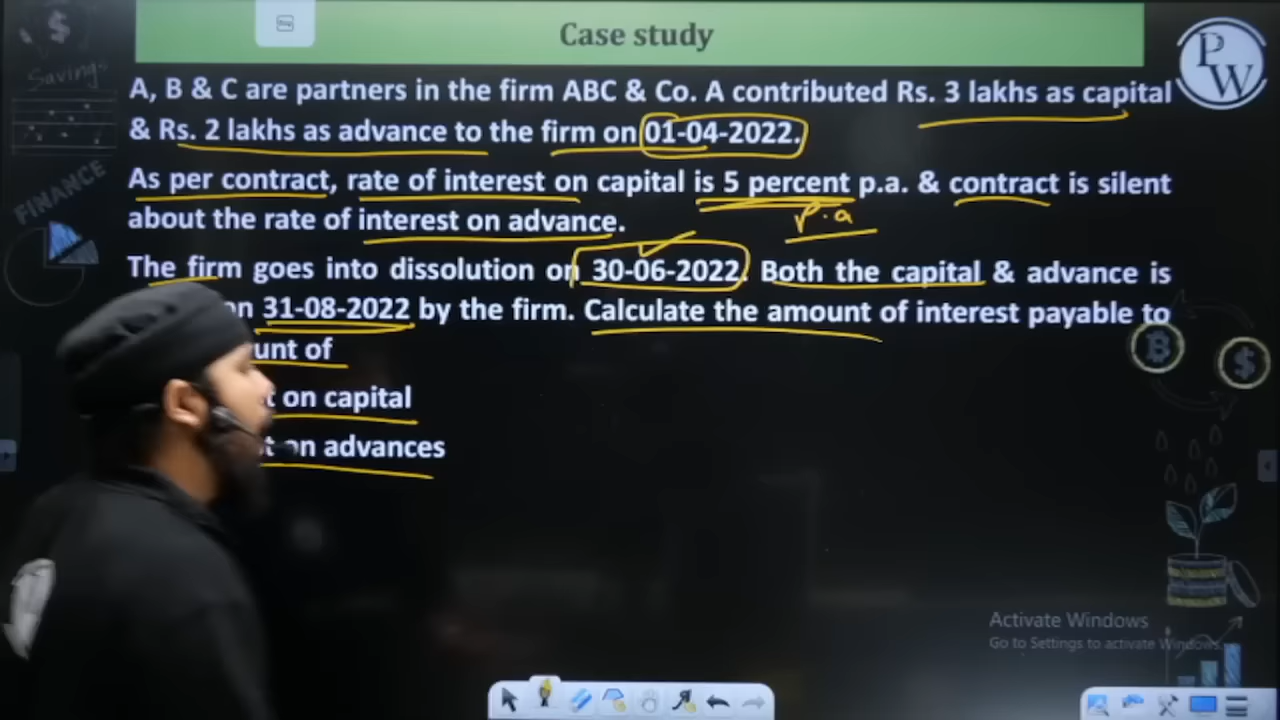 Case study
P
W
Savings
FINANCE
A, B & C are partners in the firm ABC & Co. A contributed Rs. 3 lakhs as capital
& Rs. 2 lakhs as advance to the firm on 01-04-2022.
As per contract, rate of interest on capital is 5 percent p.a. & contract is silent
about the rate of interest on advance.
p.a
The firm goes into dissolution on 30-06-2022. Both the capital & advance is
on 31-08-2022 by the firm. Calculate the amount of interest payable to
unt of
t on capital
t on advances
Activate Windows
Go to Settings to activate Windows.